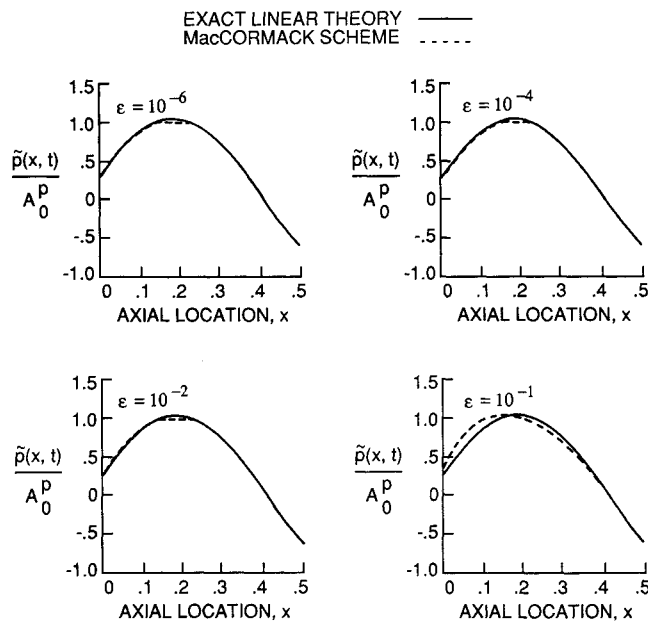 EXACT LINEAR THEORY
MacCORMACK SCHEME
1.5
1.0
.5
0
-.5
-1.0
ε = 10⁻⁶
p̃(x, t)
A₀ᵖ
0 .1 .2 .3 .4 .5
AXIAL LOCATION, x
1.5
1.0
.5
0
-.5
-1.0
ε = 10⁻⁴
p̃(x, t)
A₀ᵖ
0 .1 .2 .3 .4 .5
AXIAL LOCATION, x
1.5
1.0
.5
0
-.5
-1.0
ε = 10⁻²
p̃(x, t)
A₀ᵖ
0 .1 .2 .3 .4 .5
AXIAL LOCATION, x
1.5
1.0
.5
0
-.5
-1.0
ε = 10⁻¹
p̃(x, t)
A₀ᵖ
0 .1 .2 .3 .4 .5
AXIAL LOCATION, x